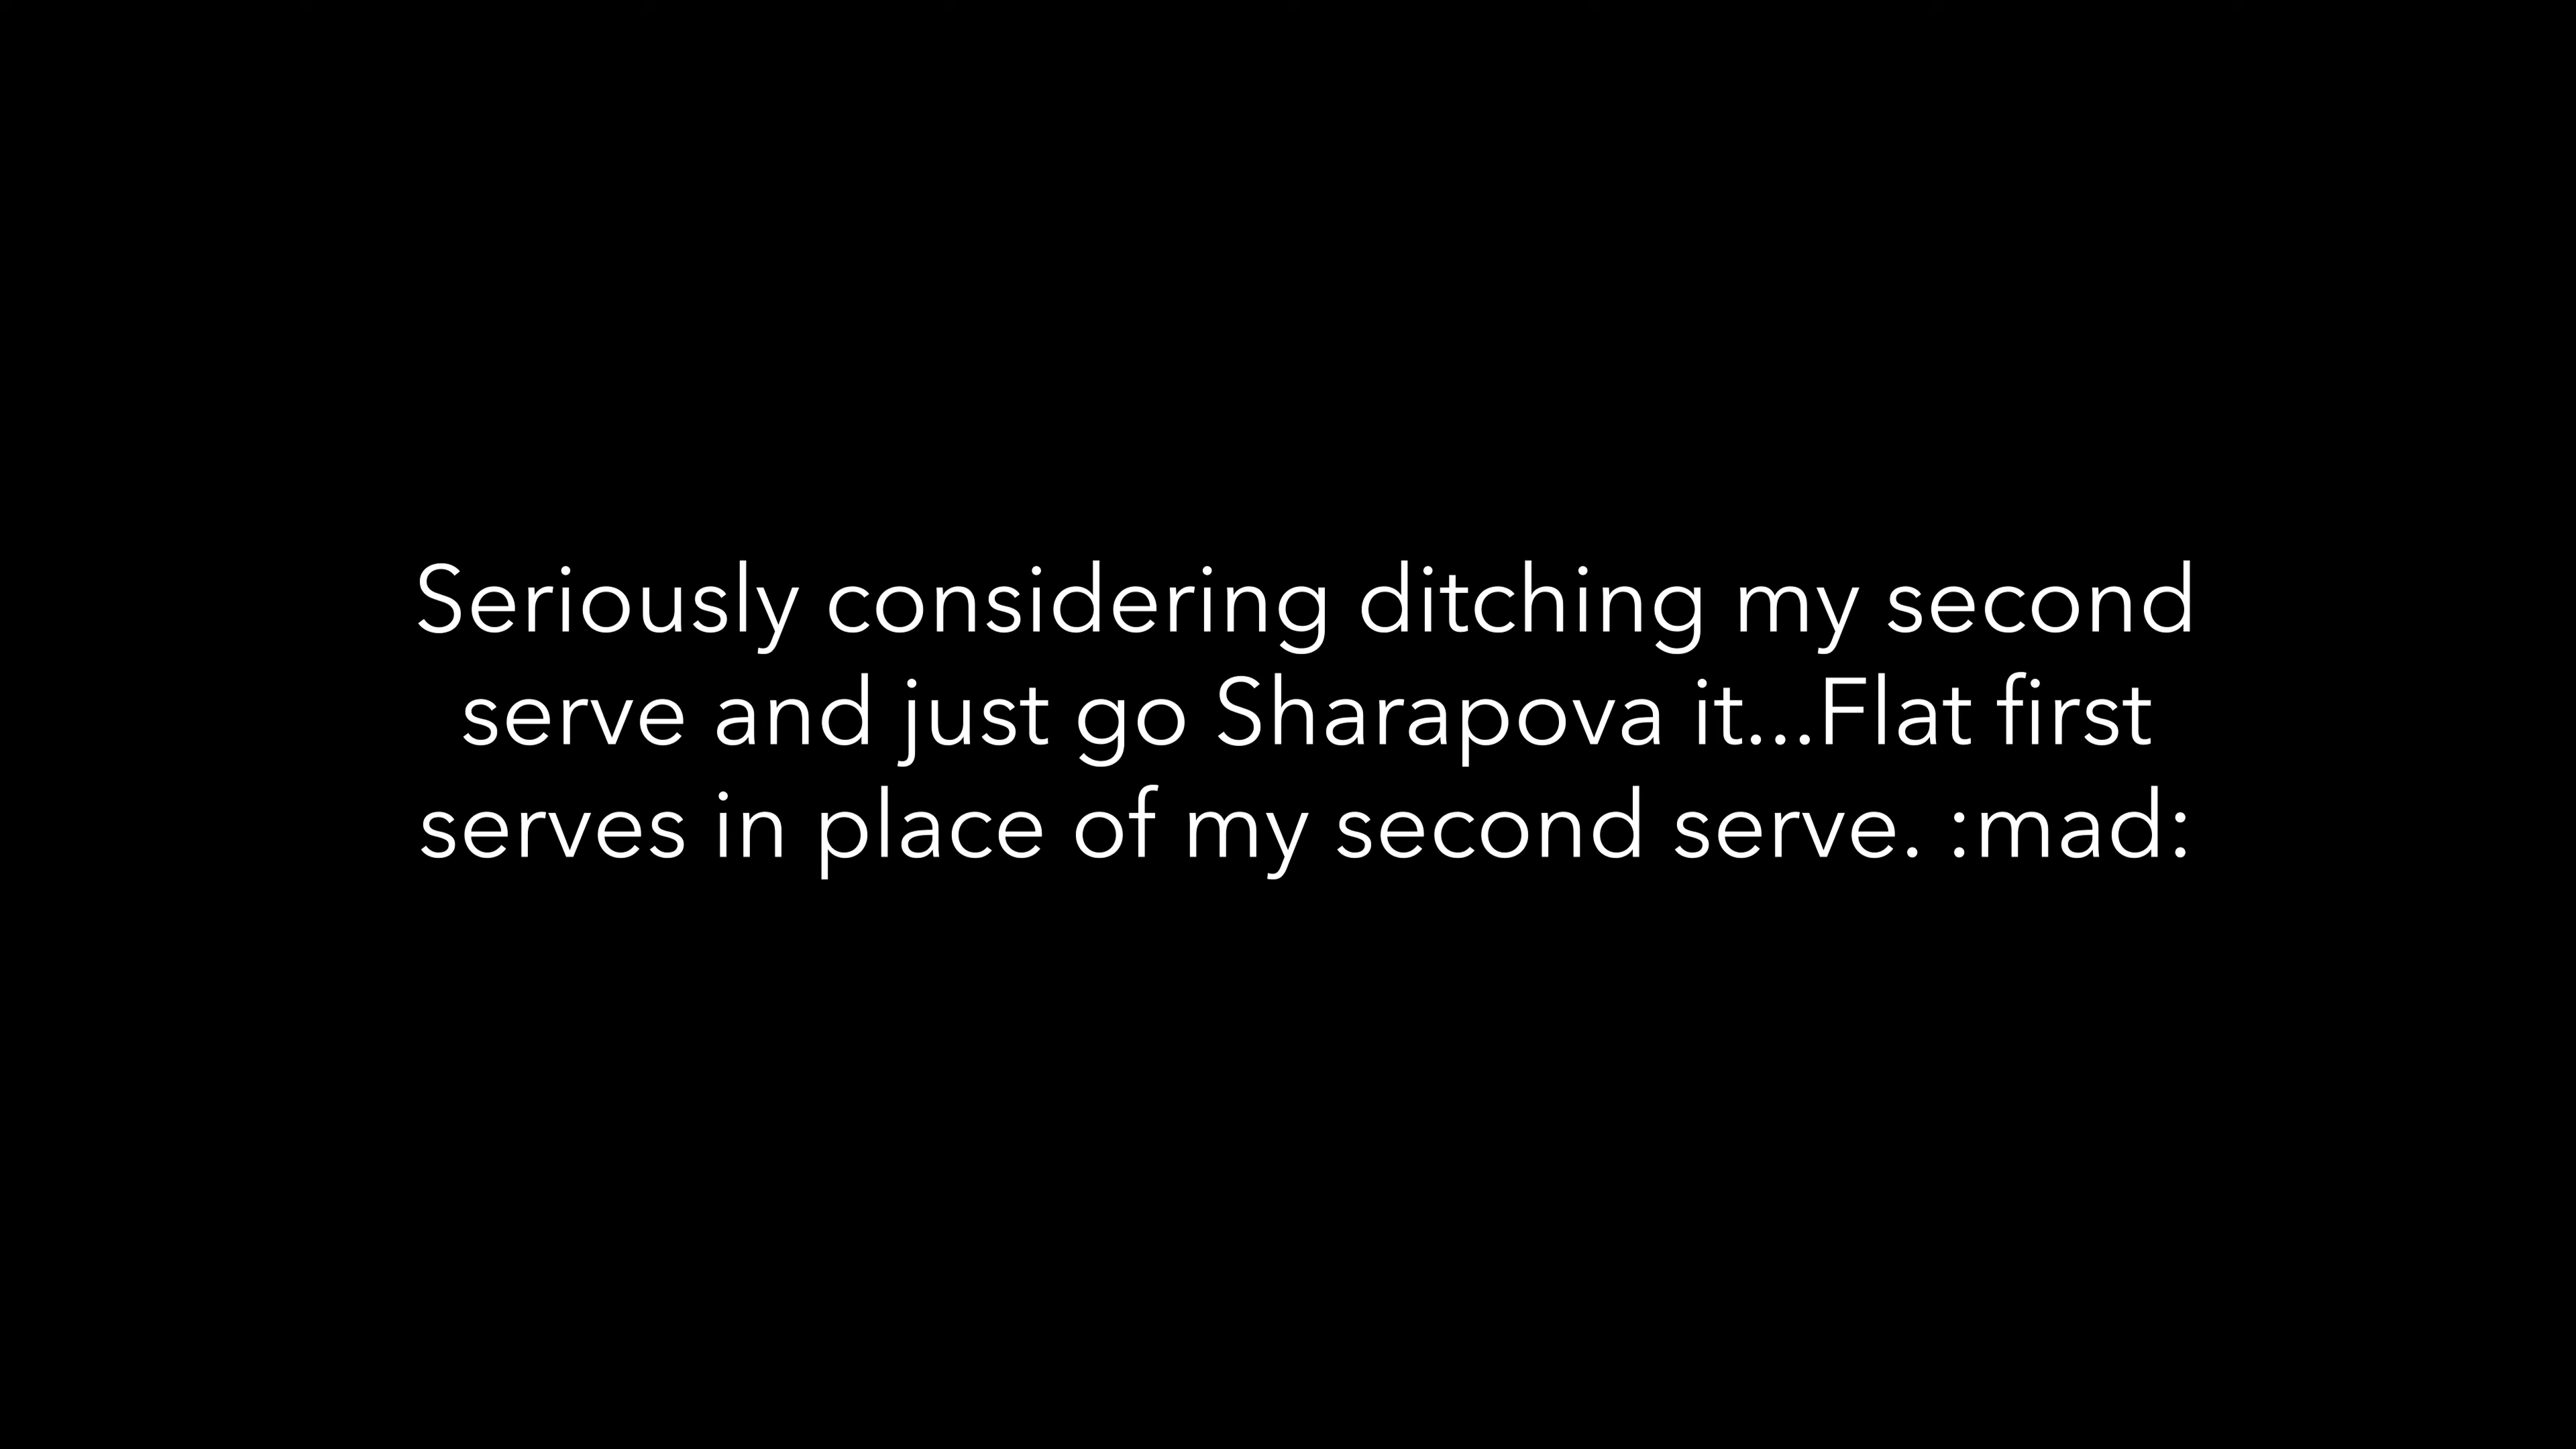 Seriously considering ditching my second
serve and just go Sharapova it...Flat first
serves in place of my second serve. :mad: